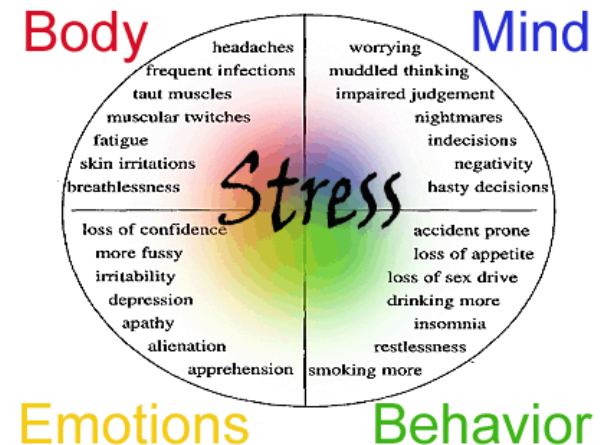 Body
headaches
frequent infections
taut muscles
muscular twitches
fatigue
skin irritations
breathlessness
Mind
worrying
muddled thinking
impaired judgement
nightmares
indecisions
negativity
hasty decisions
Stress
loss of confidence
more fussy
irritability
depression
apathy
alienation
apprehension
Emotions
accident prone
loss of appetite
loss of sex drive
drinking more
insomnia
restlessness
smoking more
Behavior